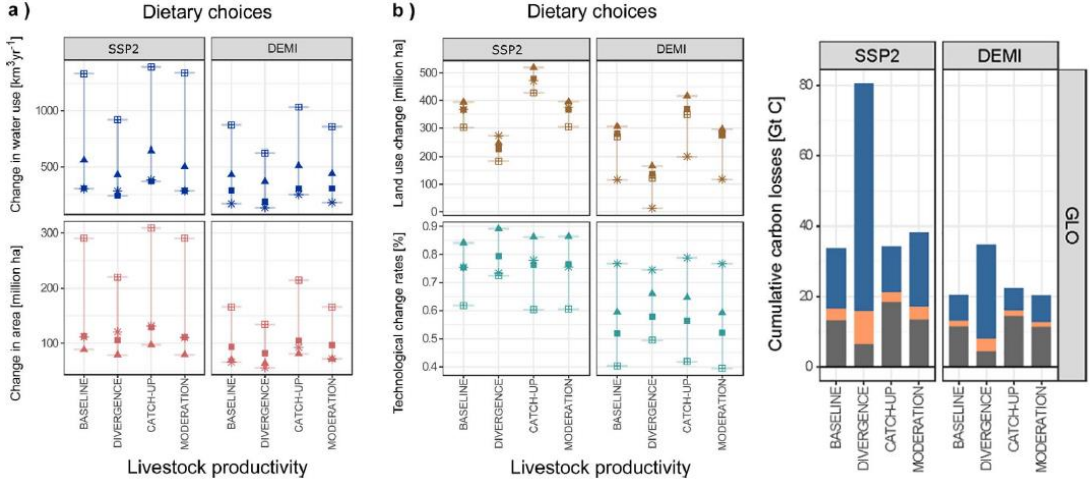 a )
Dietary choices
SSP2
DEMI
Change in water use [km³yr⁻¹]
1000
500
Change in area [million ha]
300
200
100
BASELINE
DIVERGENCE
CATCH-UP
MODERATION
BASELINE
DIVERGENCE
CATCH-UP
MODERATION
Livestock productivity
b )
Dietary choices
SSP2
DEMI
Land use change [million ha]
500
400
300
200
100
0
Technological change rates [%]
0.9
0.8
0.7
0.6
0.5
0.4
BASELINE
DIVERGENCE
CATCH-UP
MODERATION
BASELINE
DIVERGENCE
CATCH-UP
MODERATION
Livestock productivity
SSP2
DEMI
Cumulative carbon losses [Gt C]
80
60
40
20
0
GLO
BASELINE
DIVERGENCE
CATCH-UP
MODERATION
BASELINE
DIVERGENCE
CATCH-UP
MODERATION